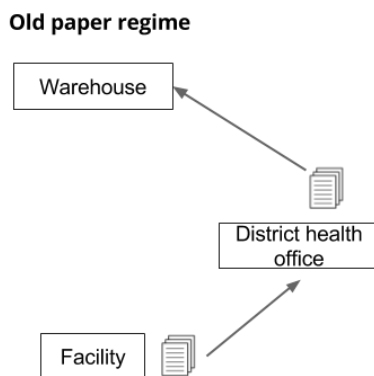 Old paper regime
Warehouse
District health
office
Facility